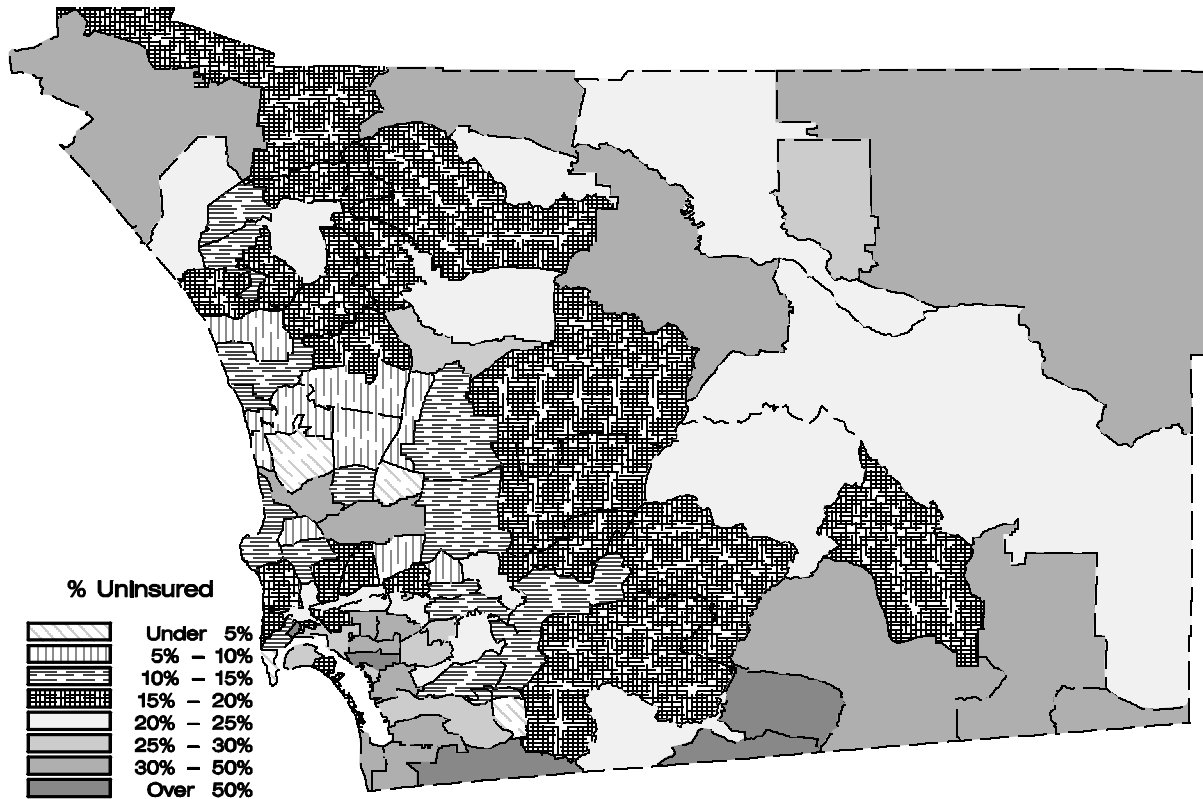 % Uninsured
Under 5%
5% – 10%
10% – 15%
15% – 20%
20% – 25%
25% – 30%
30% – 50%
Over 50%